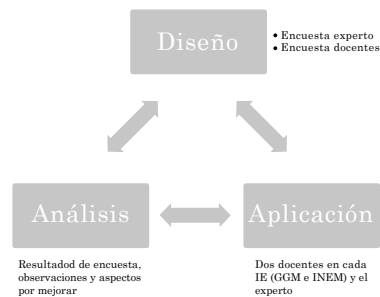 Diseño
• Encuesta experto
• Encuesta docentes
Análisis
Aplicación
Resultadod de encuesta,
observaciones y aspectos
por mejorar
Dos docentes en cada
IE (GGM e INEM) y el
experto